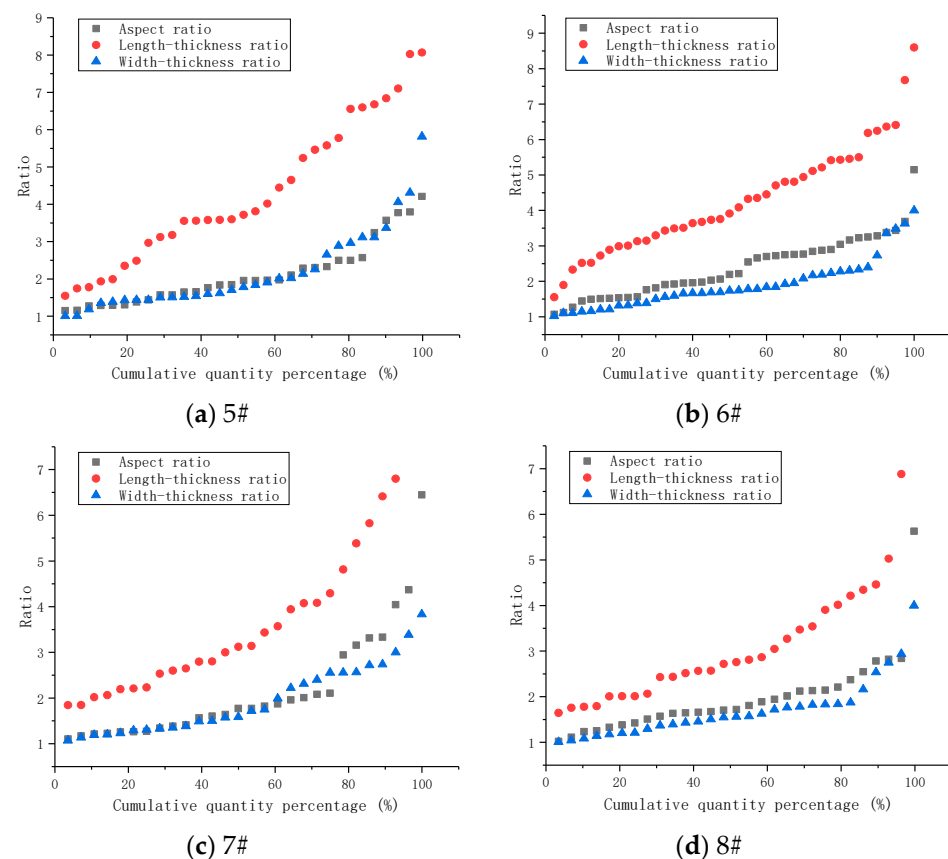 9
8
7
6
5
4
3
2
1
Ratio
Aspect ratio
Length-thickness ratio
Width-thickness ratio
0 20 40 60 80 100
Cumulative quantity percentage (%)
(a) 5#
9
8
7
6
5
4
3
2
1
Ratio
Aspect ratio
Length-thickness ratio
Width-thickness ratio
0 20 40 60 80 100
Cumulative quantity percentage (%)
(b) 6#
7
6
5
4
3
2
1
Ratio
Aspect ratio
Length-thickness ratio
Width-thickness ratio
0 20 40 60 80 100
Cumulative quantity percentage (%)
(c) 7#
7
6
5
4
3
2
1
Ratio
Aspect ratio
Length-thickness ratio
Width-thickness ratio
0 20 40 60 80 100
Cumulative quantity percentage (%)
(d) 8#